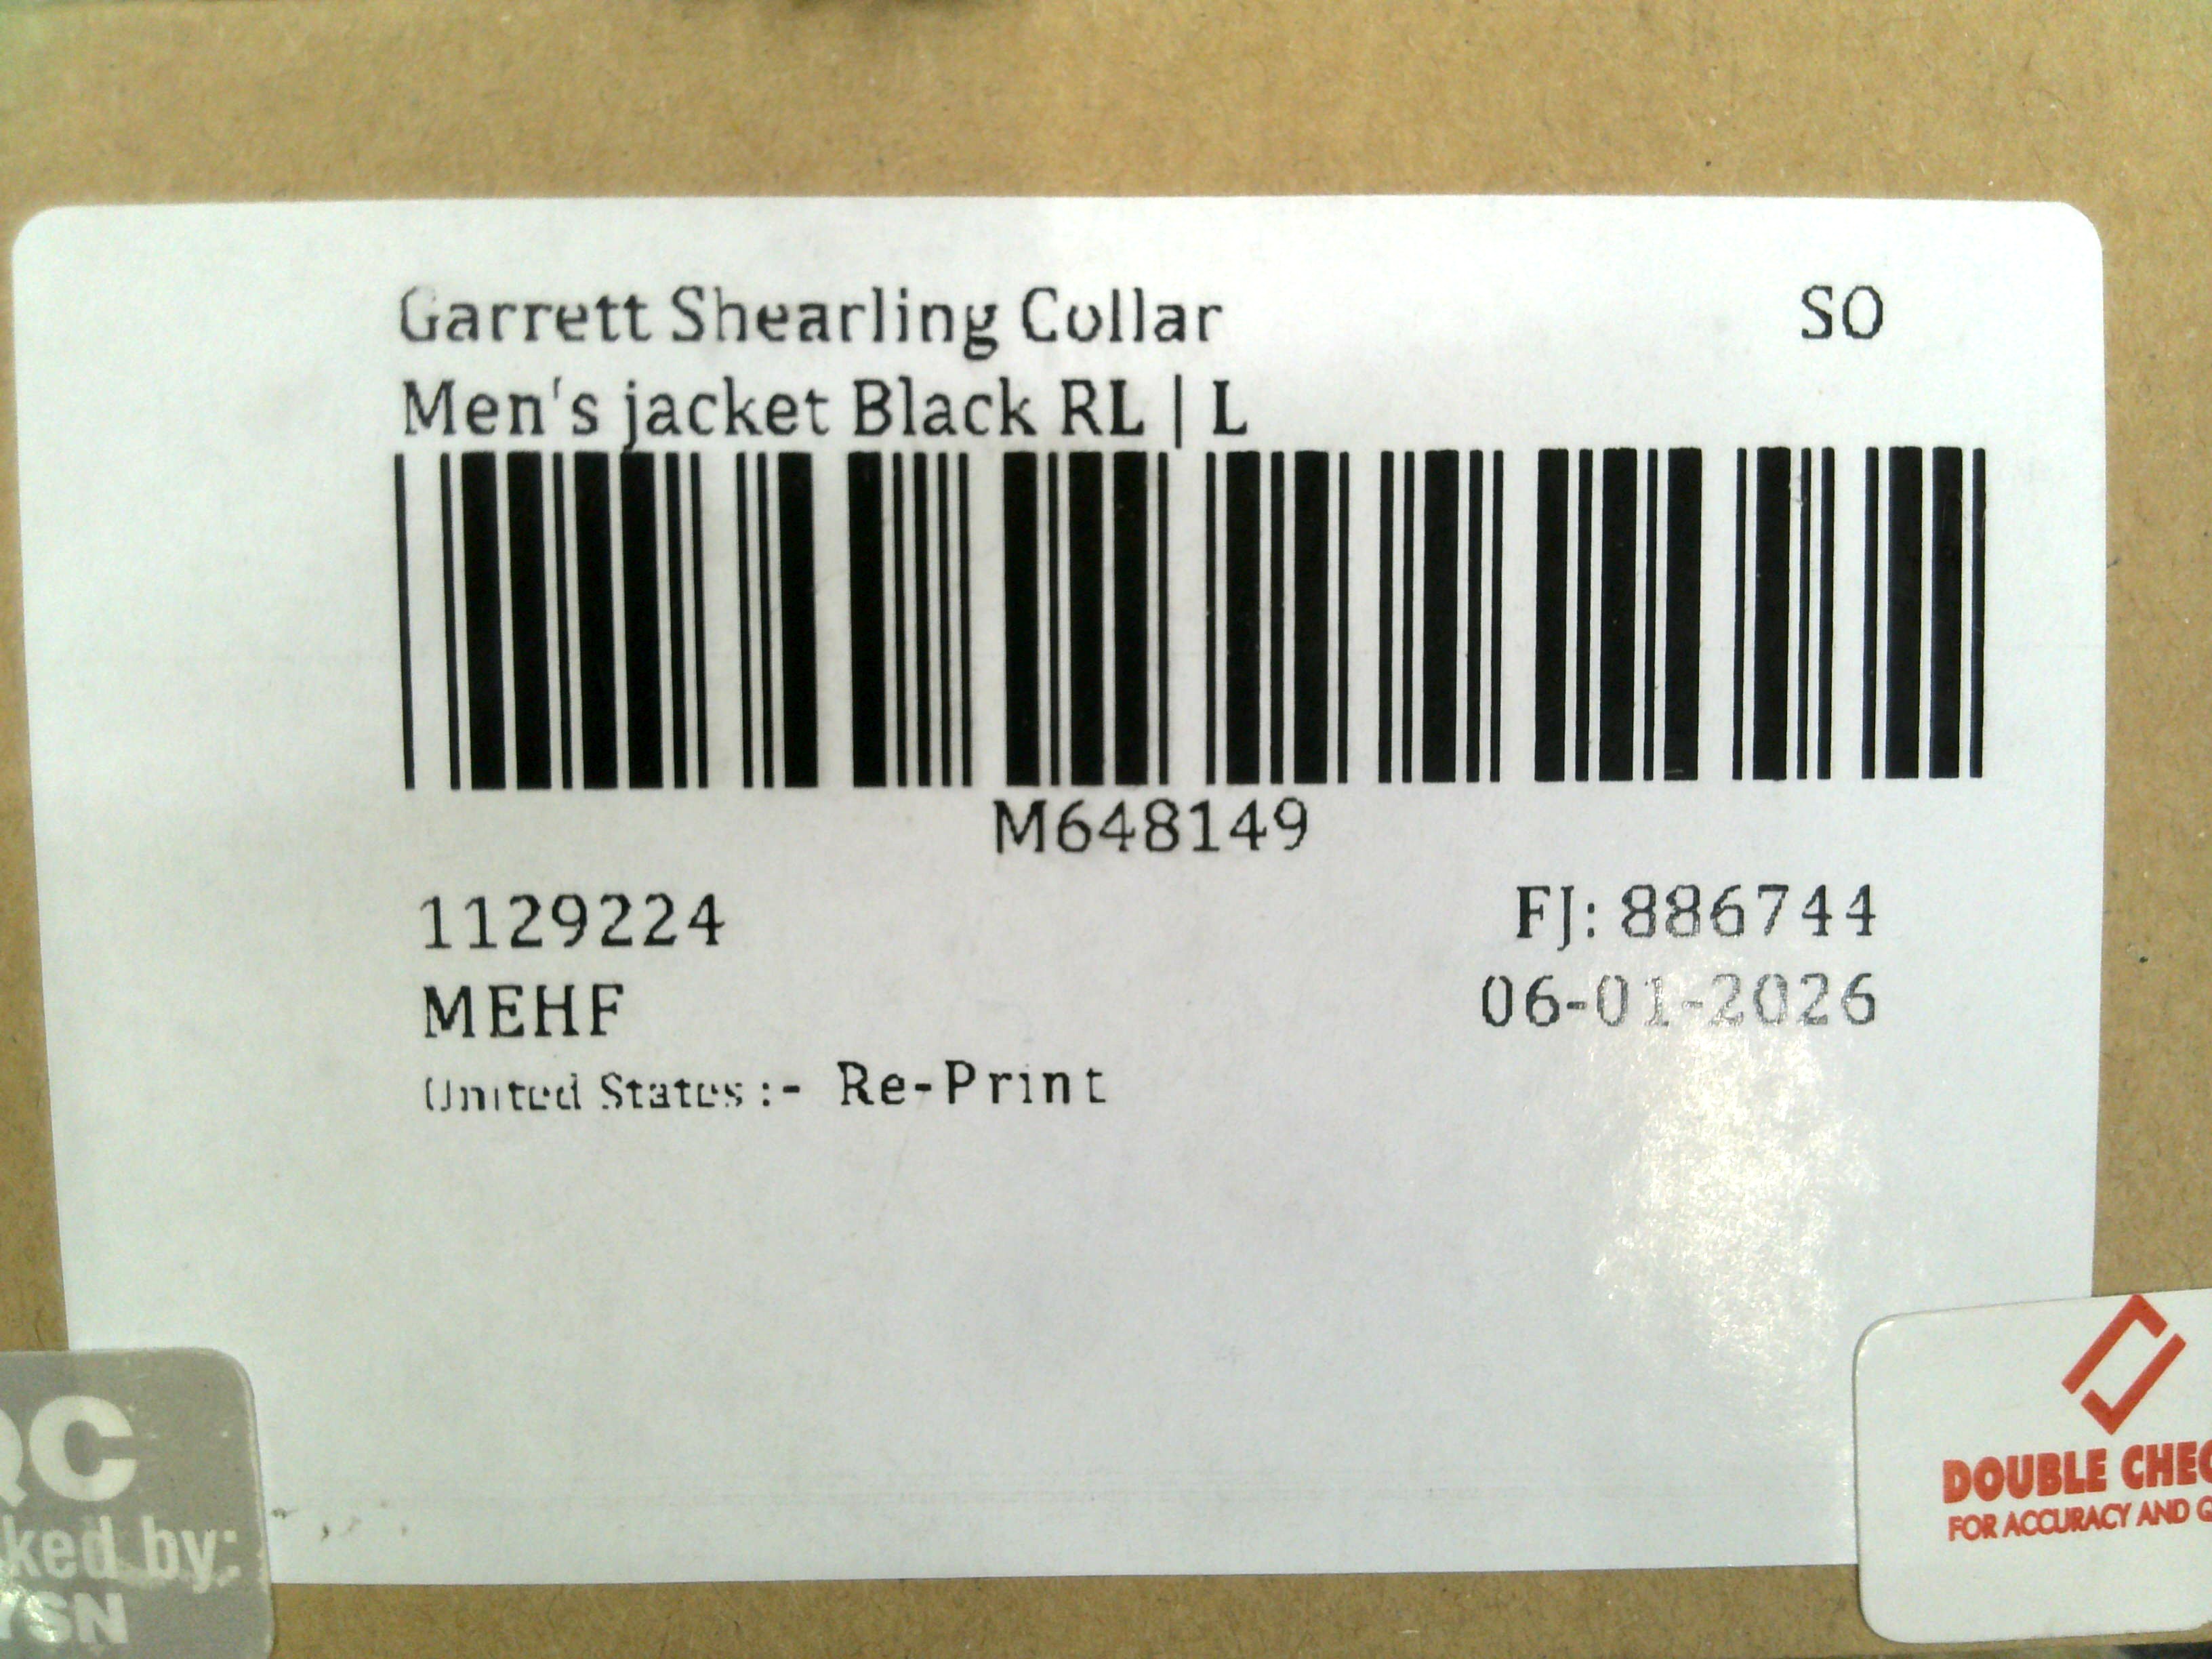 Garrett Shearling Collar SO
Men's jacket Black RL | L
M648149
1129224 FJ: 886744
MEHF 06-01-2026
United States :- Re-Print
QC
ked by:
YSN
DOUBLE CHEC
FOR ACCURACY AND Q